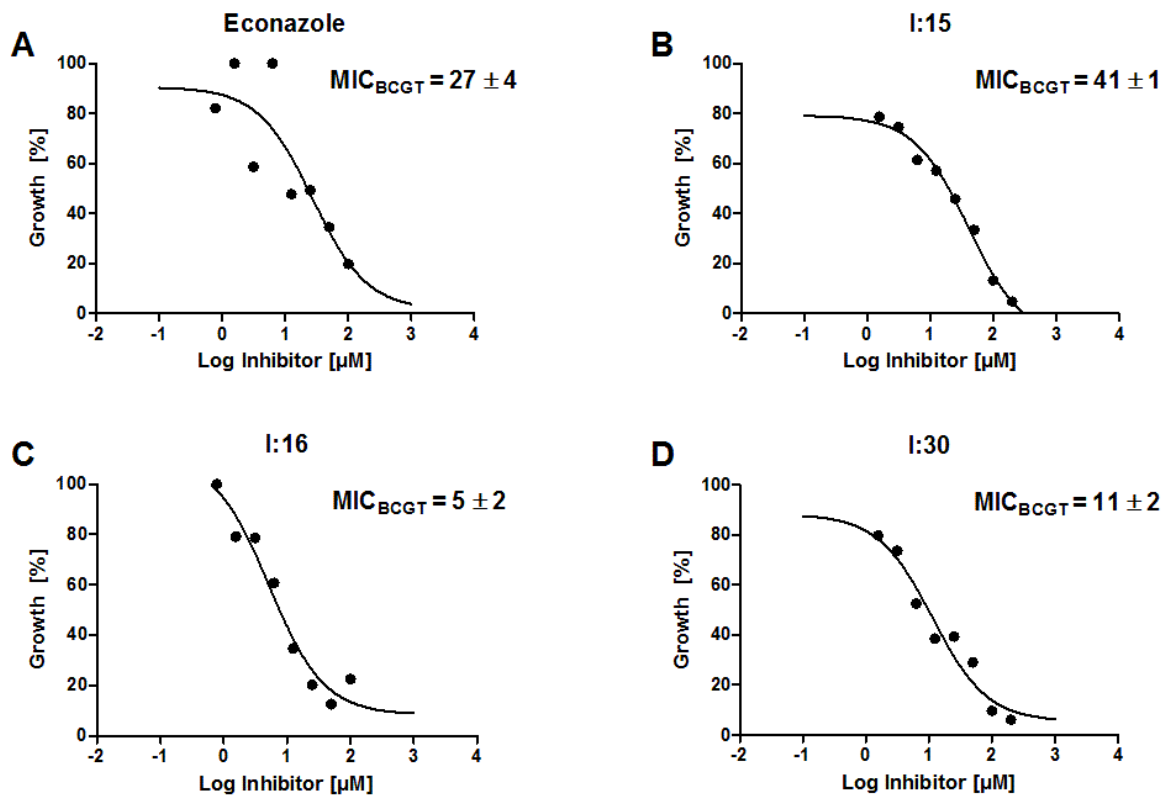 A
Econazole
MIC_BCGT = 27 ± 4
Growth [%]
100
80
60
40
20
0
-2 -1 0 1 2 3 4
Log Inhibitor [µM]
B
I:15
MIC_BCGT = 41 ± 1
Growth [%]
100
80
60
40
20
0
-2 -1 0 1 2 3 4
Log Inhibitor [µM]
C
I:16
MIC_BCGT = 5 ± 2
Growth [%]
100
80
60
40
20
0
-2 -1 0 1 2 3 4
Log Inhibitor [µM]
D
I:30
MIC_BCGT = 11 ± 2
Growth [%]
100
80
60
40
20
0
-2 -1 0 1 2 3 4
Log Inhibitor [µM]